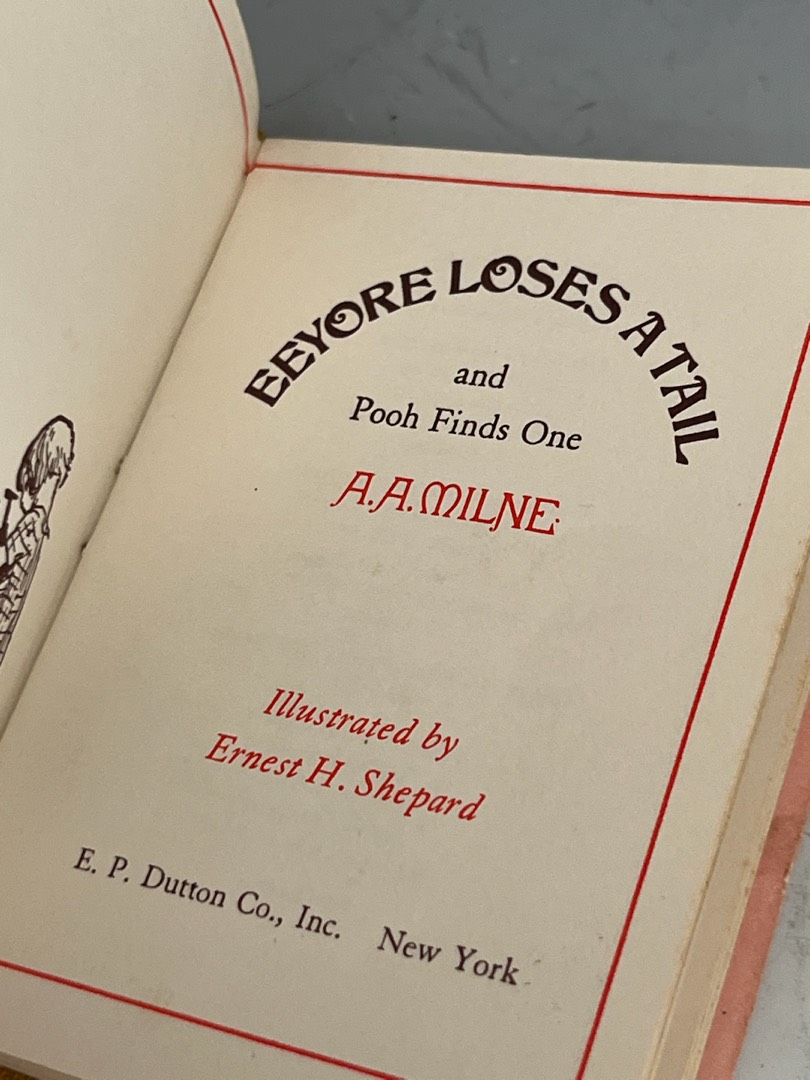 EEYORE LOSES A TAIL
and
Pooh Finds One
A.A. MILNE
Illustrated by
Ernest H. Shepard
E. P. Dutton Co., Inc. New York